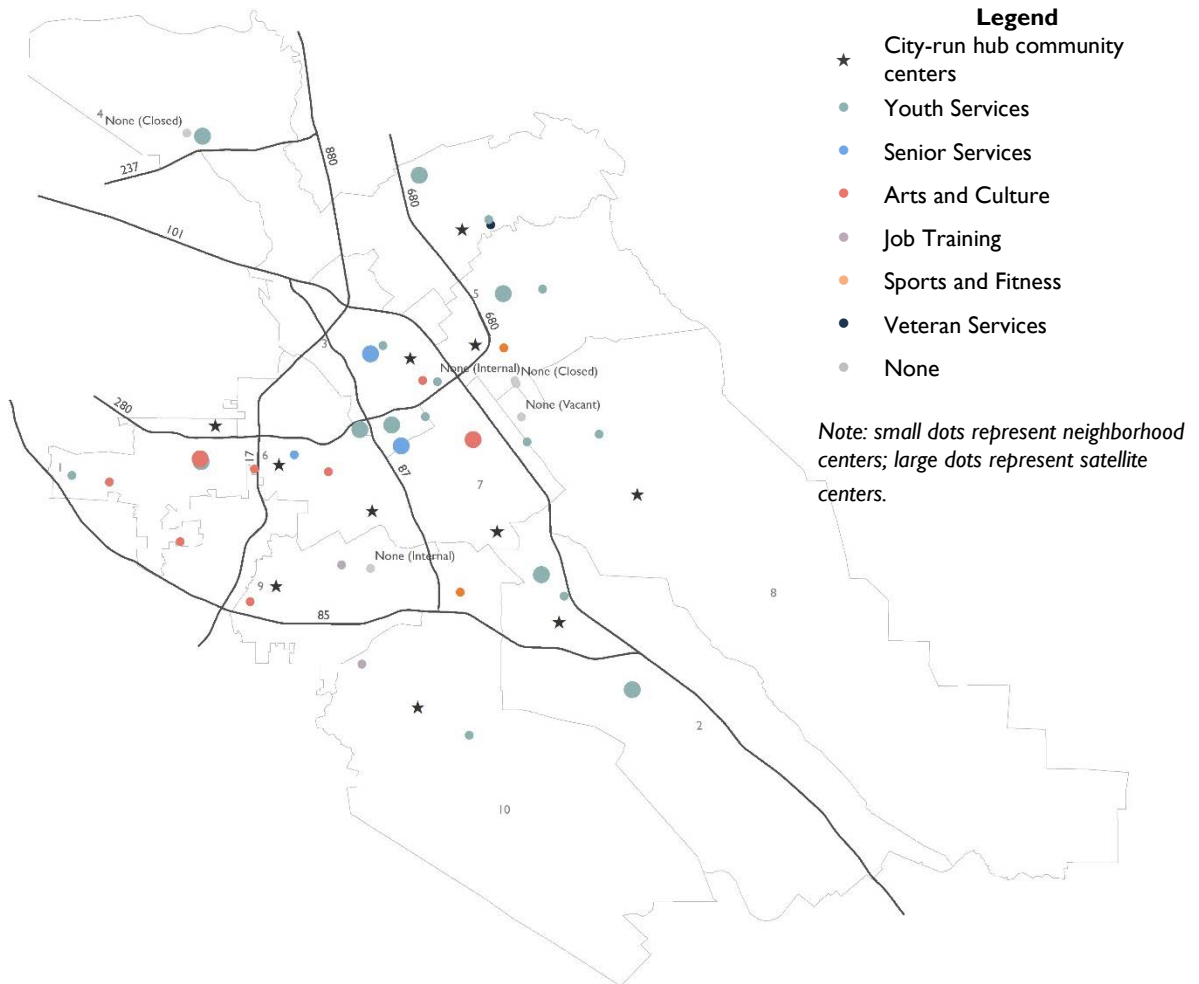 Legend
City-run hub community
centers
Youth Services
Senior Services
Arts and Culture
Job Training
Sports and Fitness
Veteran Services
None
Note: small dots represent neighborhood
centers; large dots represent satellite
centers.
4
None (Closed)
237
880
680
101
5
680
3
None (Internal)
None (Closed)
None (Vacant)
280
1
17
6
87
7
None (Internal)
9
85
8
2
10